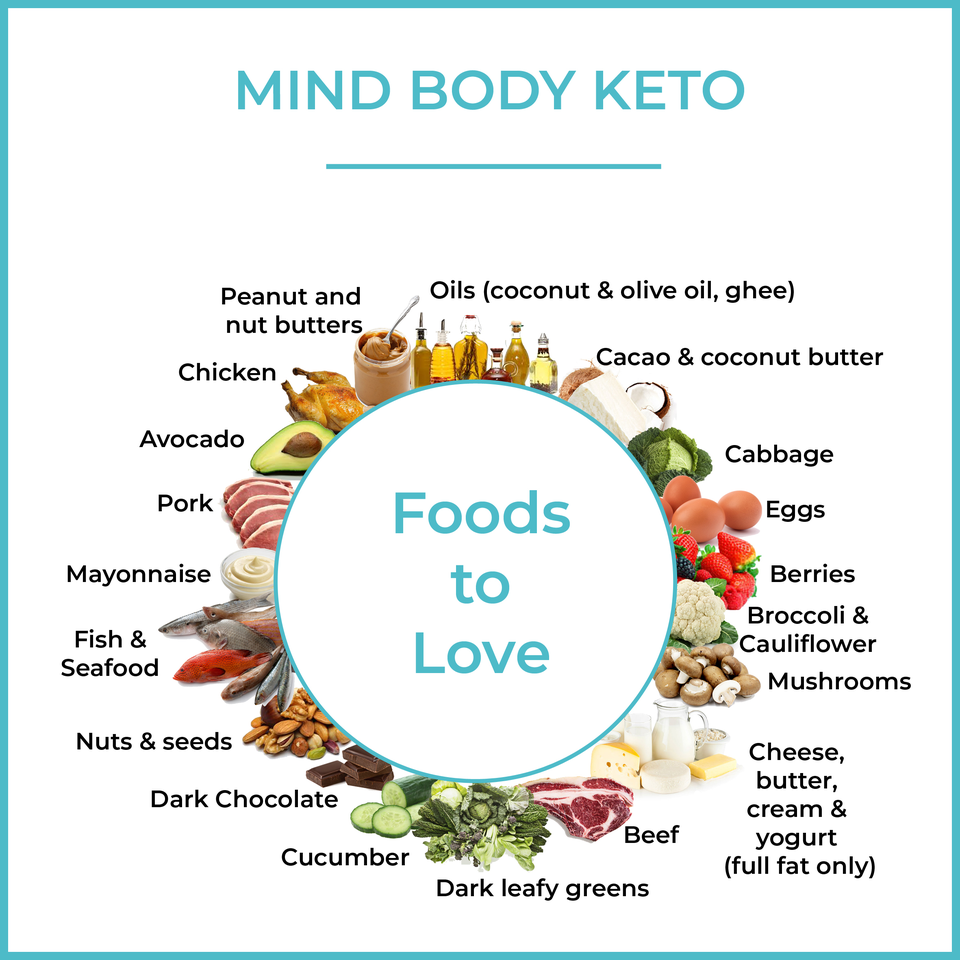 MIND BODY KETO
Oils (coconut & olive oil, ghee)
Peanut and
nut butters
Cacao & coconut butter
Chicken
Avocado
Cabbage
Pork
Eggs
Foods
to
Love
Mayonnaise
Berries
Broccoli &
Cauliflower
Fish &
Seafood
Mushrooms
Nuts & seeds
Cheese,
butter,
cream &
yogurt
(full fat only)
Dark Chocolate
Beef
Cucumber
Dark leafy greens